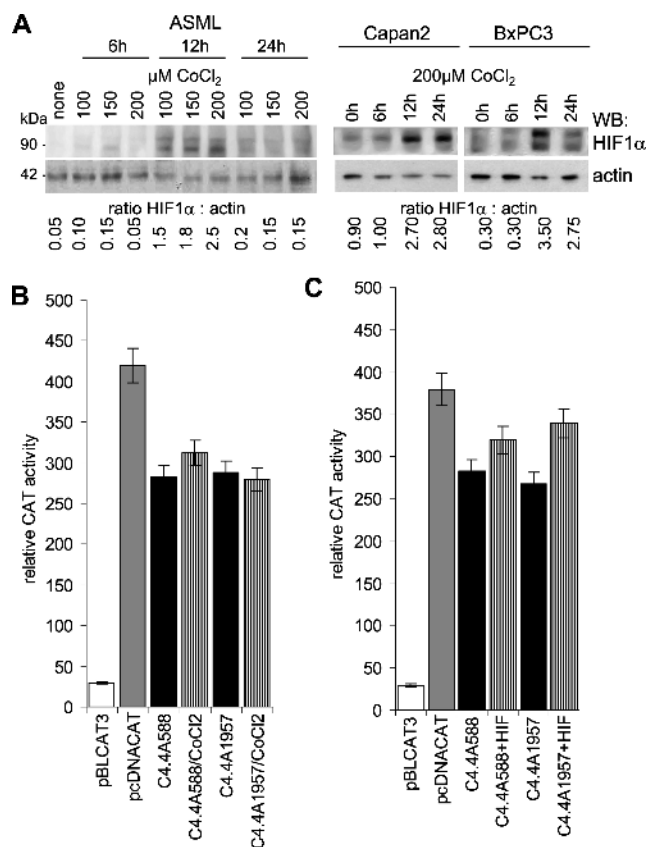 A
ASML
6h 12h 24h
µM CoCl2
kDa none 100 150 200 100 150 200 100 150 200
90
42
ratio HIF1α : actin
0.05 0.10 0.15 0.05 1.5 1.8 2.5 0.2 0.15 0.15
Capan2 BxPC3
200µM CoCl2
0h 6h 12h 24h 0h 6h 12h 24h WB:
HIF1α
actin
ratio HIF1α : actin
0.90 1.00 2.70 2.80 0.30 0.30 3.50 2.75
B
relative CAT activity
500
450
400
350
300
250
200
150
100
50
0
pBLCAT3
pcDNACAT
C4.4A588
C4.4A588/CoCl2
C4.4A1957
C4.4A1957/CoCl2
C
relative CAT activity
500
450
400
350
300
250
200
150
100
50
0
pBLCAT3
pcDNACAT
C4.4A588
C4.4A588+HIF
C4.4A1957
C4.4A1957+HIF